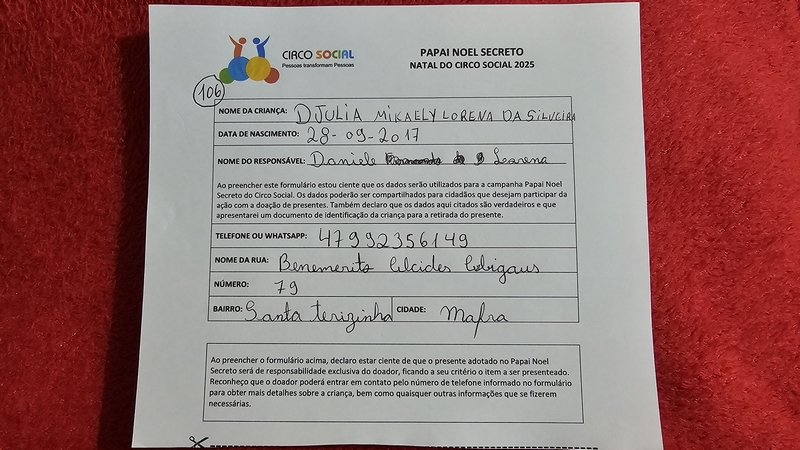 CIRCO SOCIAL
Pessoas transformam Pessoas
PAPAI NOEL SECRETO
NATAL DO CIRCO SOCIAL 2025
106
NOME DA CRIANÇA: DJULIA MIKAELY LORENA DA SILVEIRA
DATA DE NASCIMENTO: 28-09-2017
NOME DO RESPONSÁVEL: Daniele Lorena
Ao preencher este formulário estou ciente que os dados serão utilizados para a campanha Papai Noel
Secreto do Circo Social. Os dados poderão ser compartilhados para cidadãos que desejam participar da
ação com a doação de presentes. Também declaro que os dados aqui citados são verdadeiros e que
apresentarei um documento de identificação da criança para a retirada do presente.
TELEFONE OU WHATSAPP: 47992356149
NOME DA RUA: Benemerito Alcides
NÚMERO: 79
BAIRRO: Santa terizinha CIDADE: Mafra
Ao preencher o formulário acima, declaro estar ciente de que o presente adotado no Papai Noel
Secreto será de responsabilidade exclusiva do doador, ficando a seu critério o item a ser presenteado.
Reconheço que o doador poderá entrar em contato pelo número de telefone informado no formulário
para obter mais detalhes sobre a criança, bem como quaisquer outras informações que se fizerem
necessárias.